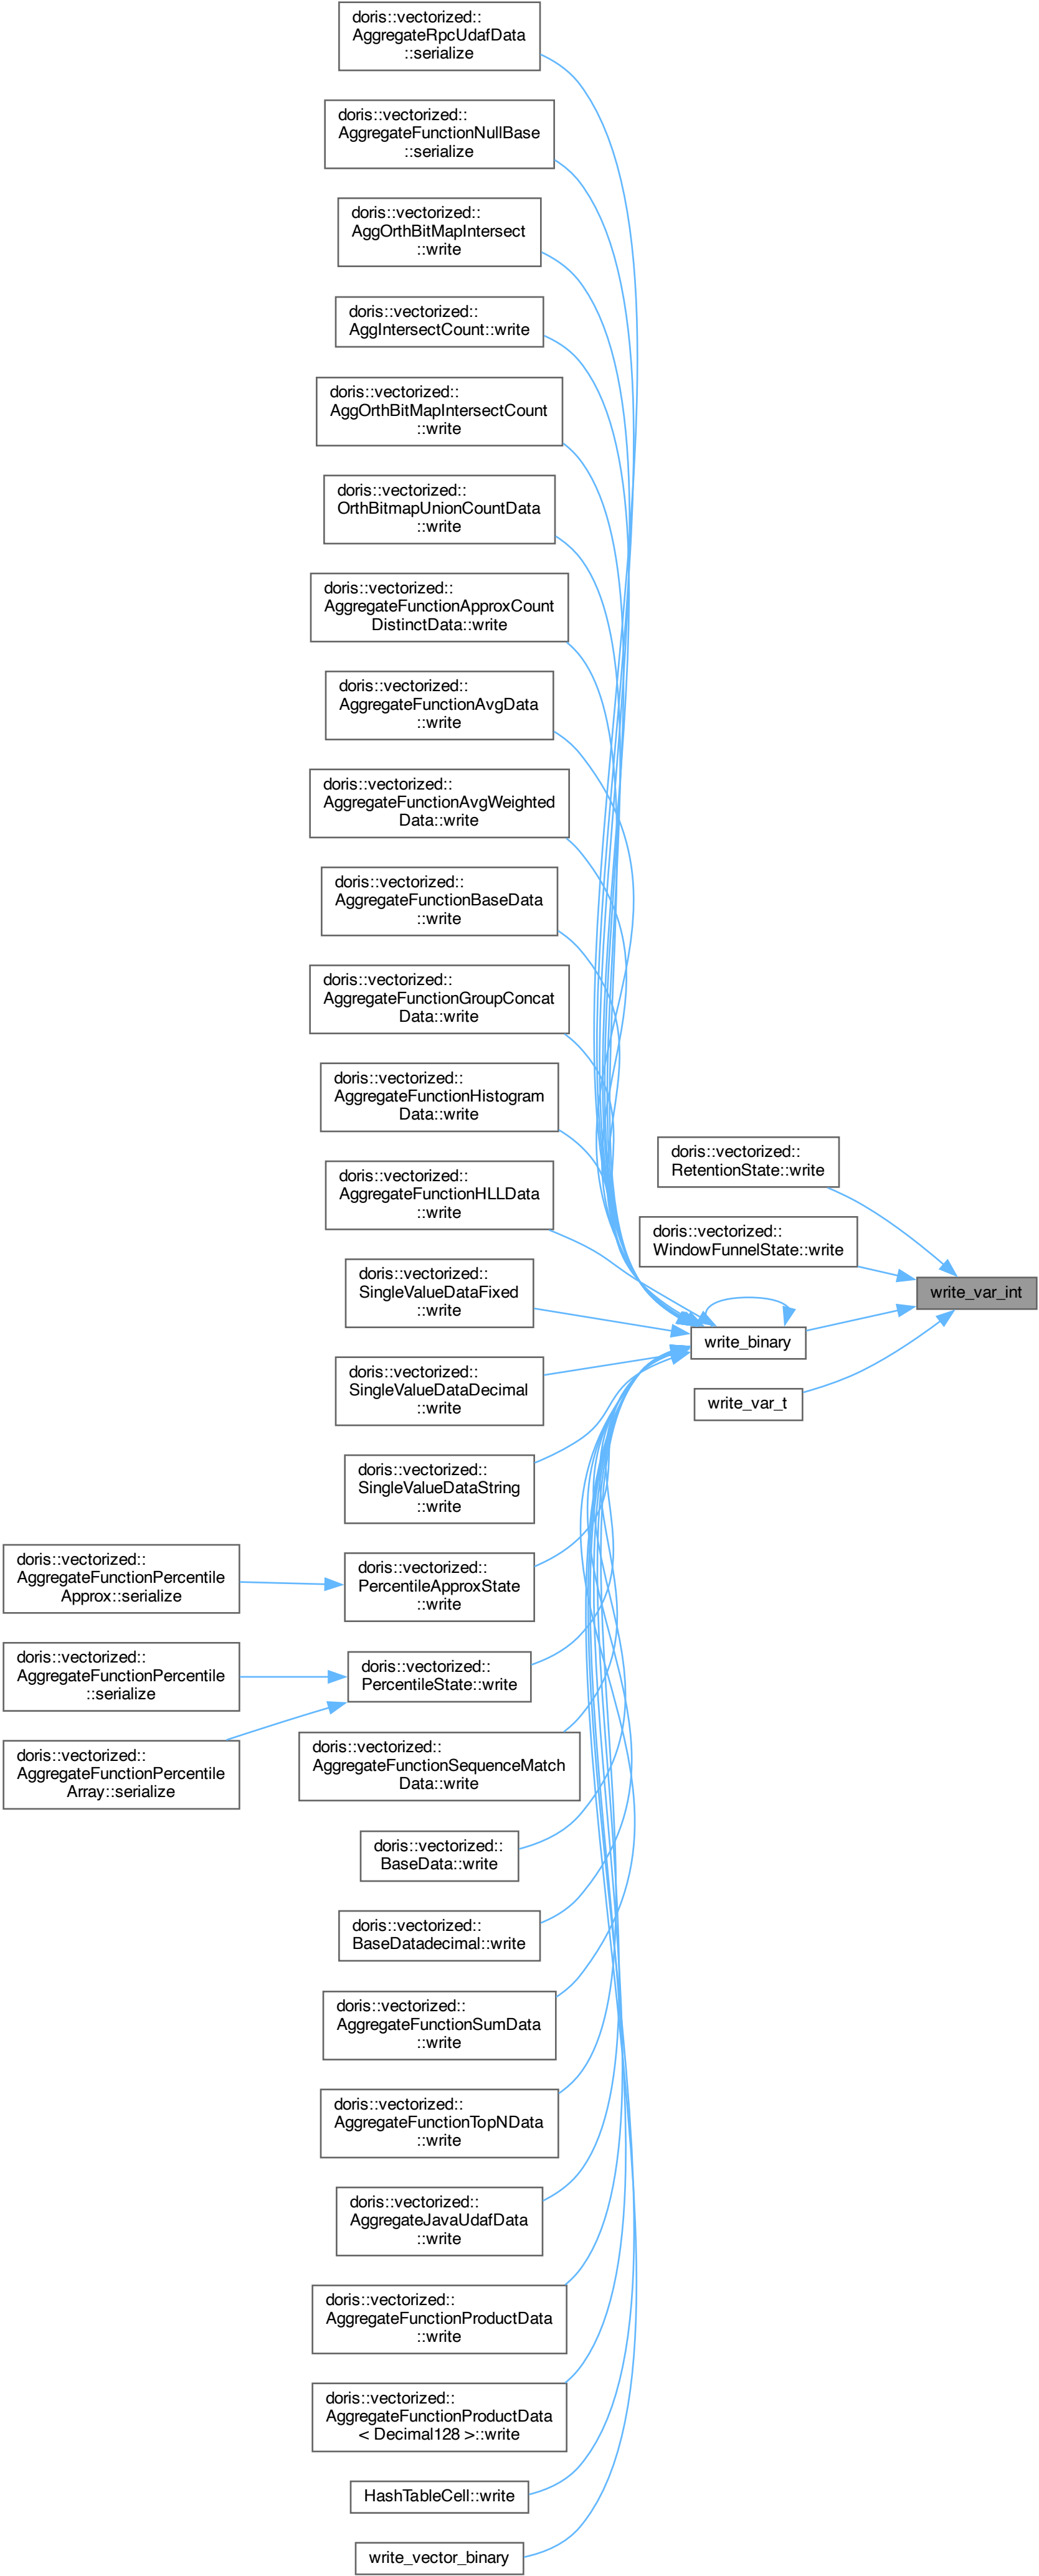 doris::vectorized::
AggregateRpcUdafData
::serialize
doris::vectorized::
AggregateFunctionNullBase
::serialize
doris::vectorized::
AggOrthBitMapIntersect
::write
doris::vectorized::
AggIntersectCount::write
doris::vectorized::
AggOrthBitMapIntersectCount
::write
doris::vectorized::
OrthBitmapUnionCountData
::write
doris::vectorized::
AggregateFunctionApproxCount
DistinctData::write
doris::vectorized::
AggregateFunctionAvgData
::write
doris::vectorized::
AggregateFunctionAvgWeighted
Data::write
doris::vectorized::
AggregateFunctionBaseData
::write
doris::vectorized::
AggregateFunctionGroupConcat
Data::write
doris::vectorized::
AggregateFunctionHistogram
Data::write
doris::vectorized::
AggregateFunctionHLLData
::write
doris::vectorized::
SingleValueDataFixed
::write
doris::vectorized::
SingleValueDataDecimal
::write
doris::vectorized::
SingleValueDataString
::write
doris::vectorized::
PercentileApproxState
::write
doris::vectorized::
AggregateFunctionPercentile
Approx::serialize
doris::vectorized::
PercentileState::write
doris::vectorized::
AggregateFunctionPercentile
::serialize
doris::vectorized::
AggregateFunctionPercentile
Array::serialize
doris::vectorized::
AggregateFunctionSequenceMatch
Data::write
doris::vectorized::
BaseData::write
doris::vectorized::
BaseDatadecimal::write
doris::vectorized::
AggregateFunctionSumData
::write
doris::vectorized::
AggregateFunctionTopNData
::write
doris::vectorized::
AggregateJavaUdafData
::write
doris::vectorized::
AggregateFunctionProductData
::write
doris::vectorized::
AggregateFunctionProductData
< Decimal128 >::write
HashTableCell::write
write_vector_binary
doris::vectorized::
RetentionState::write
doris::vectorized::
WindowFunnelState::write
write_binary
write_var_t
write_var_int